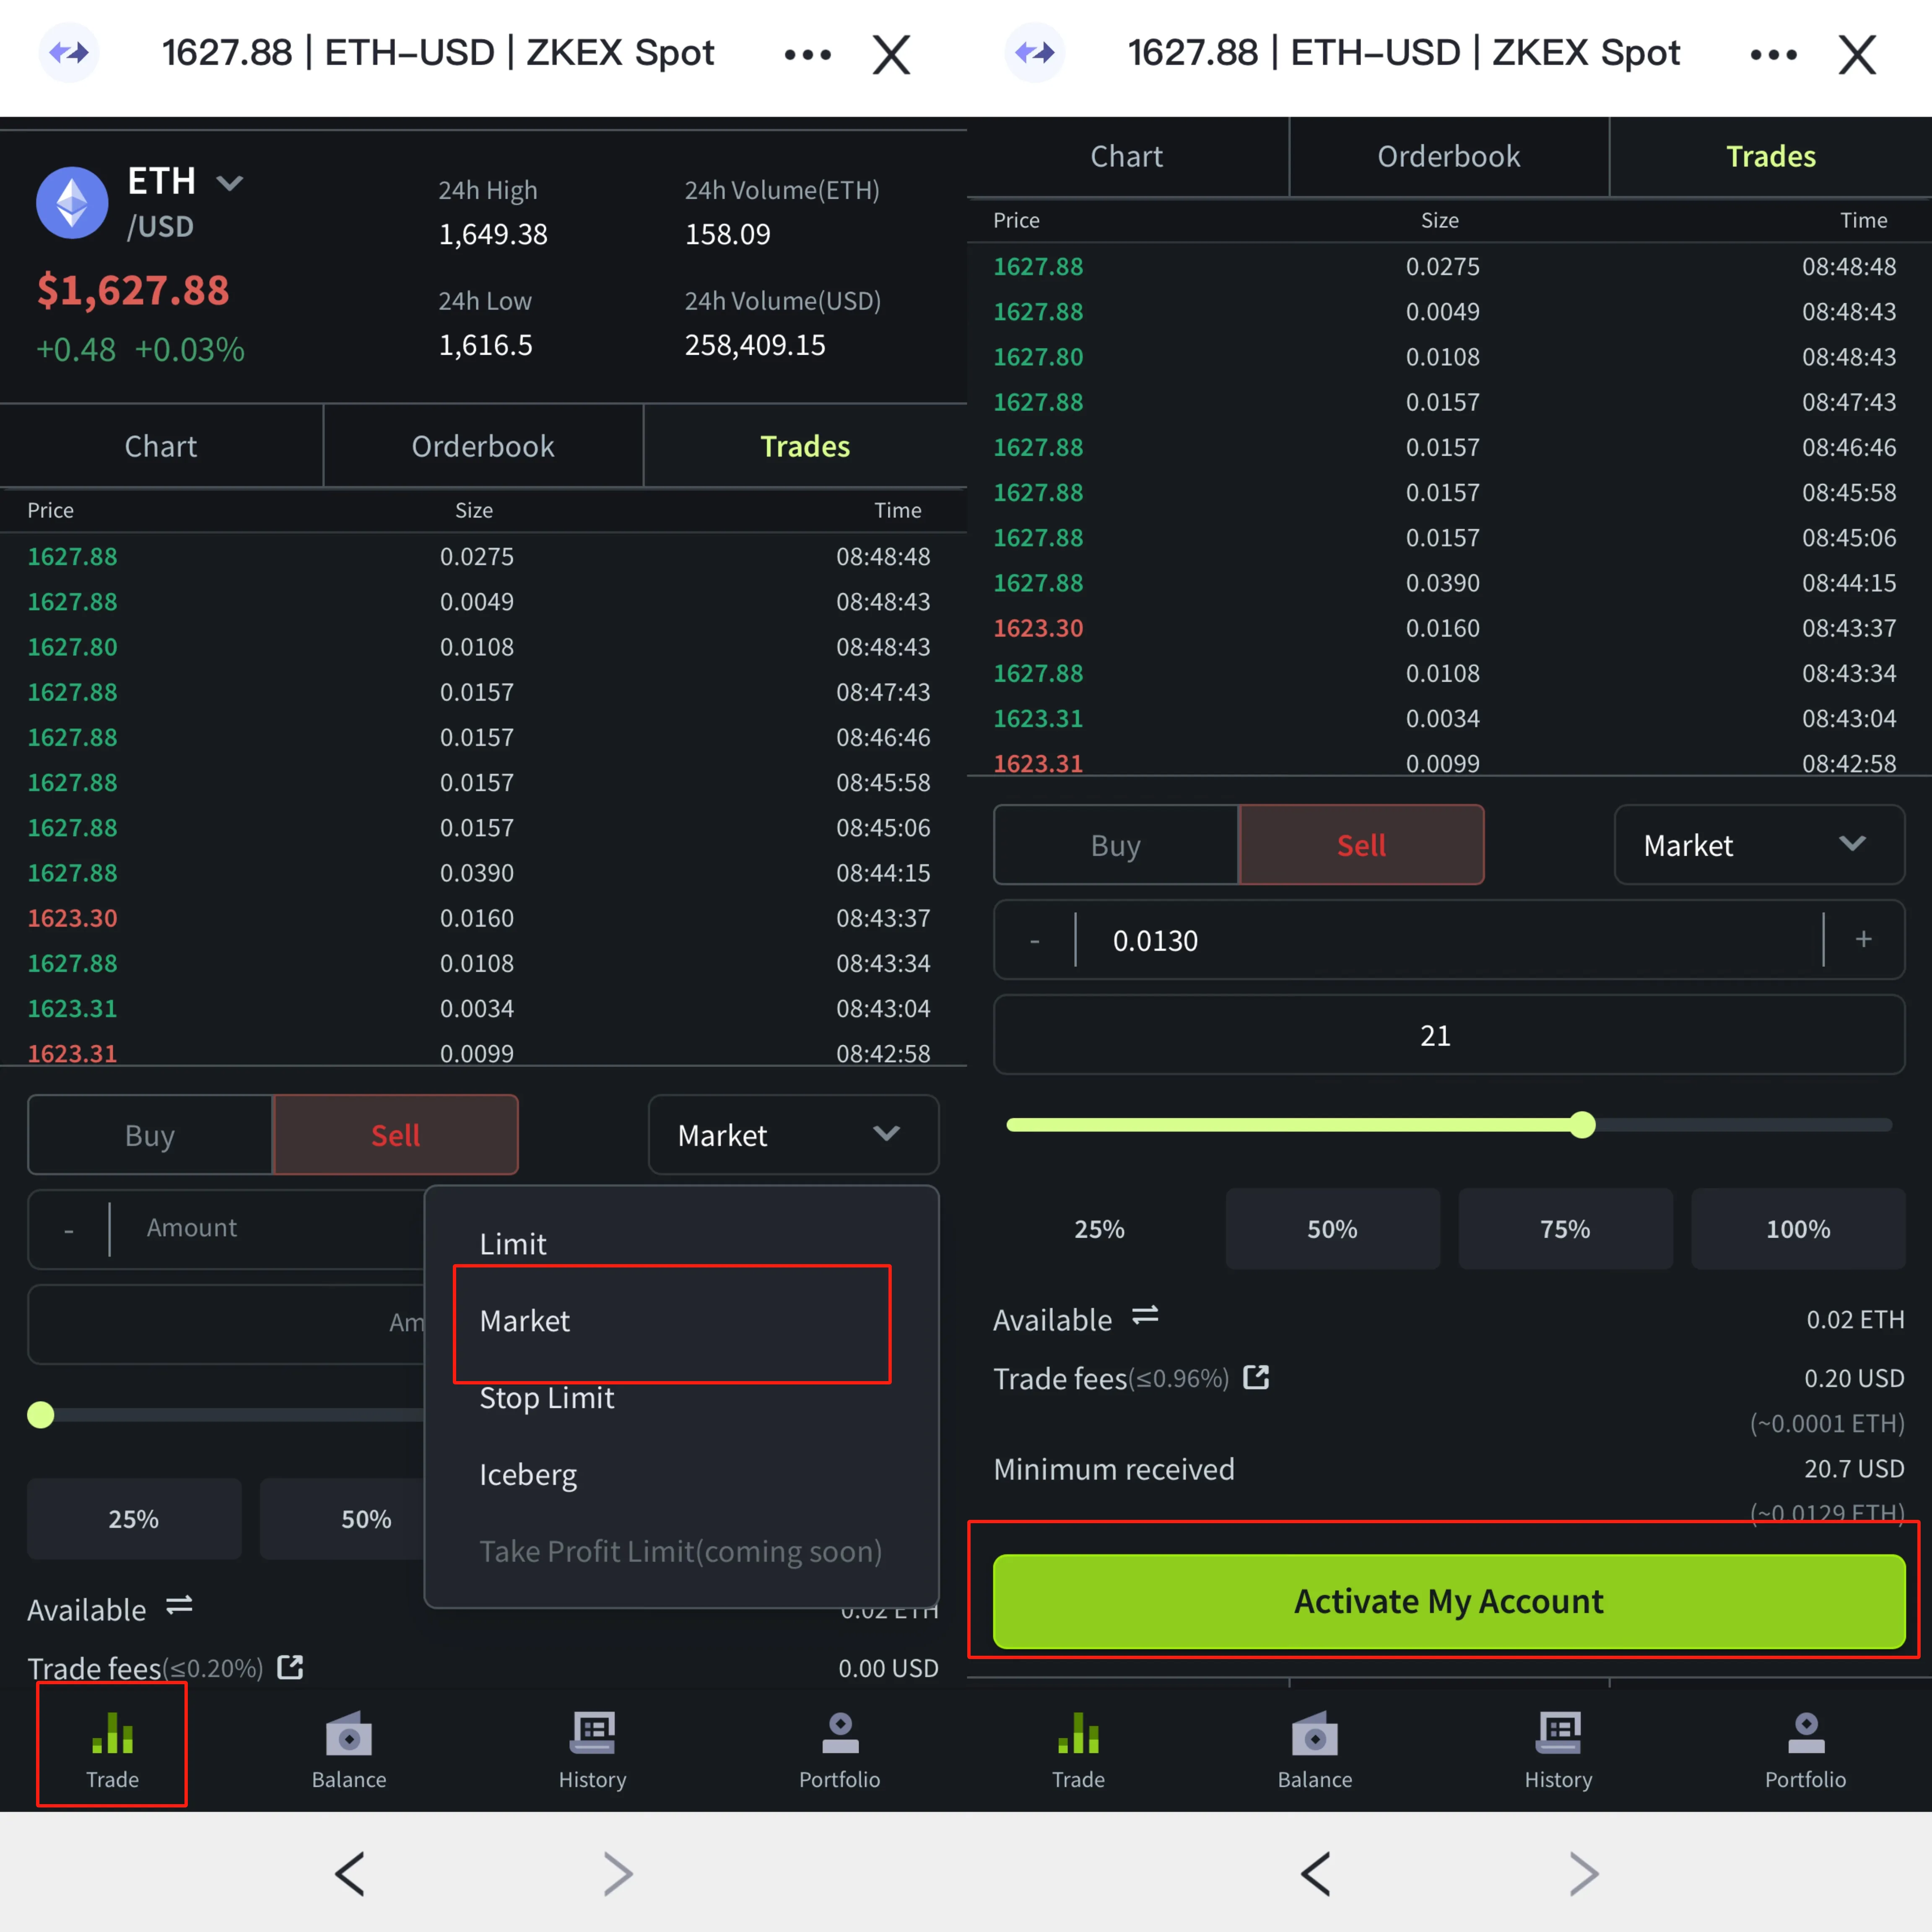 1627.88 | ETH-USD | ZKEX Spot
ETH
/USD
$1,627.88
+0.48 +0.03%
24h High
1,649.38
24h Volume(ETH)
158.09
24h Low
1,616.5
24h Volume(USD)
258,409.15
Chart Orderbook Trades
Price Size Time
1627.88 0.0275 08:48:48
1627.88 0.0049 08:48:43
1627.80 0.0108 08:48:43
1627.88 0.0157 08:47:43
1627.88 0.0157 08:46:46
1627.88 0.0157 08:45:58
1627.88 0.0157 08:45:06
1627.88 0.0390 08:44:15
1623.30 0.0160 08:43:37
1627.88 0.0108 08:43:34
1623.31 0.0034 08:43:04
1623.31 0.0099 08:42:58
Buy Sell Market
- Amount
Am
Limit
Market
Stop Limit
Iceberg
Take Profit Limit(coming soon)
25% 50%
Available 0.02 ETH
Trade fees(≤0.20%) 0.00 USD
Trade Balance History Portfolio
1627.88 | ETH-USD | ZKEX Spot
Chart Orderbook Trades
Price Size Time
1627.88 0.0275 08:48:48
1627.88 0.0049 08:48:43
1627.80 0.0108 08:48:43
1627.88 0.0157 08:47:43
1627.88 0.0157 08:46:46
1627.88 0.0157 08:45:58
1627.88 0.0157 08:45:06
1627.88 0.0390 08:44:15
1623.30 0.0160 08:43:37
1627.88 0.0108 08:43:34
1623.31 0.0034 08:43:04
1623.31 0.0099 08:42:58
Buy Sell Market
- 0.0130 +
21
25% 50% 75% 100%
Available 0.02 ETH
Trade fees(≤0.96%) 0.20 USD
(~0.0001 ETH)
Minimum received 20.7 USD
(~0.0129 ETH)
Activate My Account
Trade Balance History Portfolio